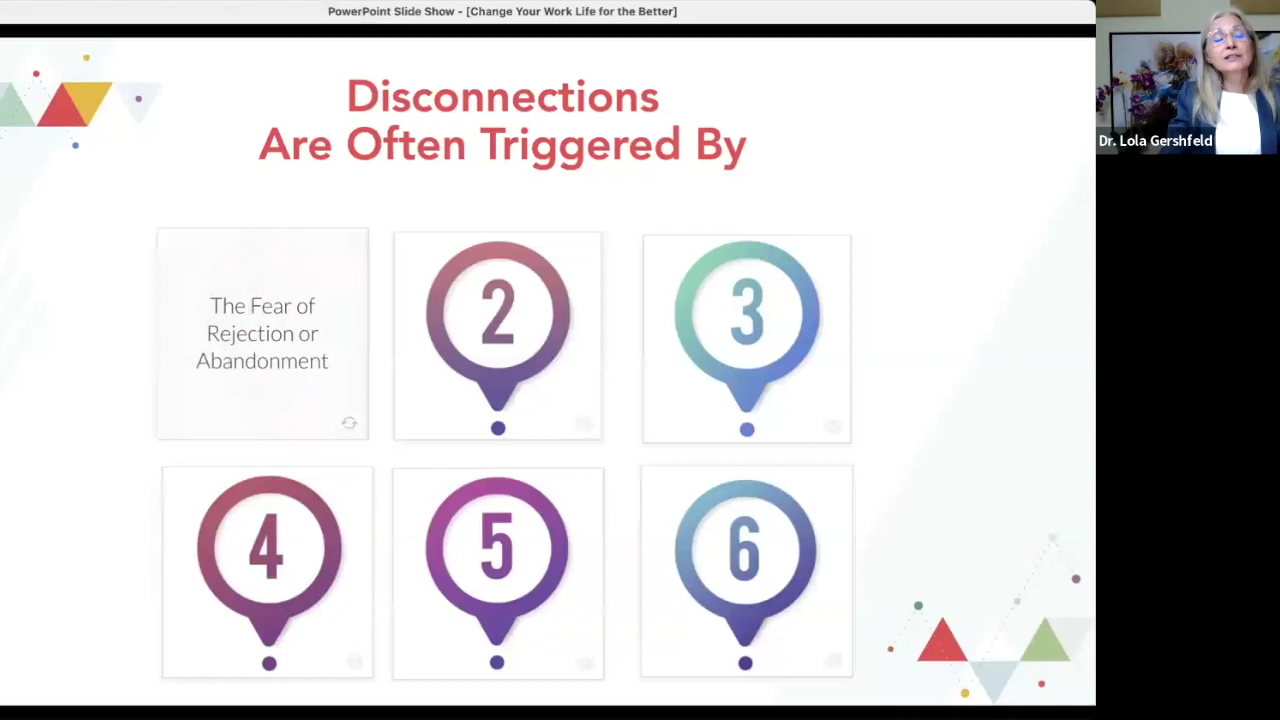 PowerPoint Slide Show - [Change Your Work Life for the Better]
Disconnections
Are Often Triggered By
The Fear of
Rejection or
Abandonment
2
3
4
5
6
Dr. Lola Gershfeld